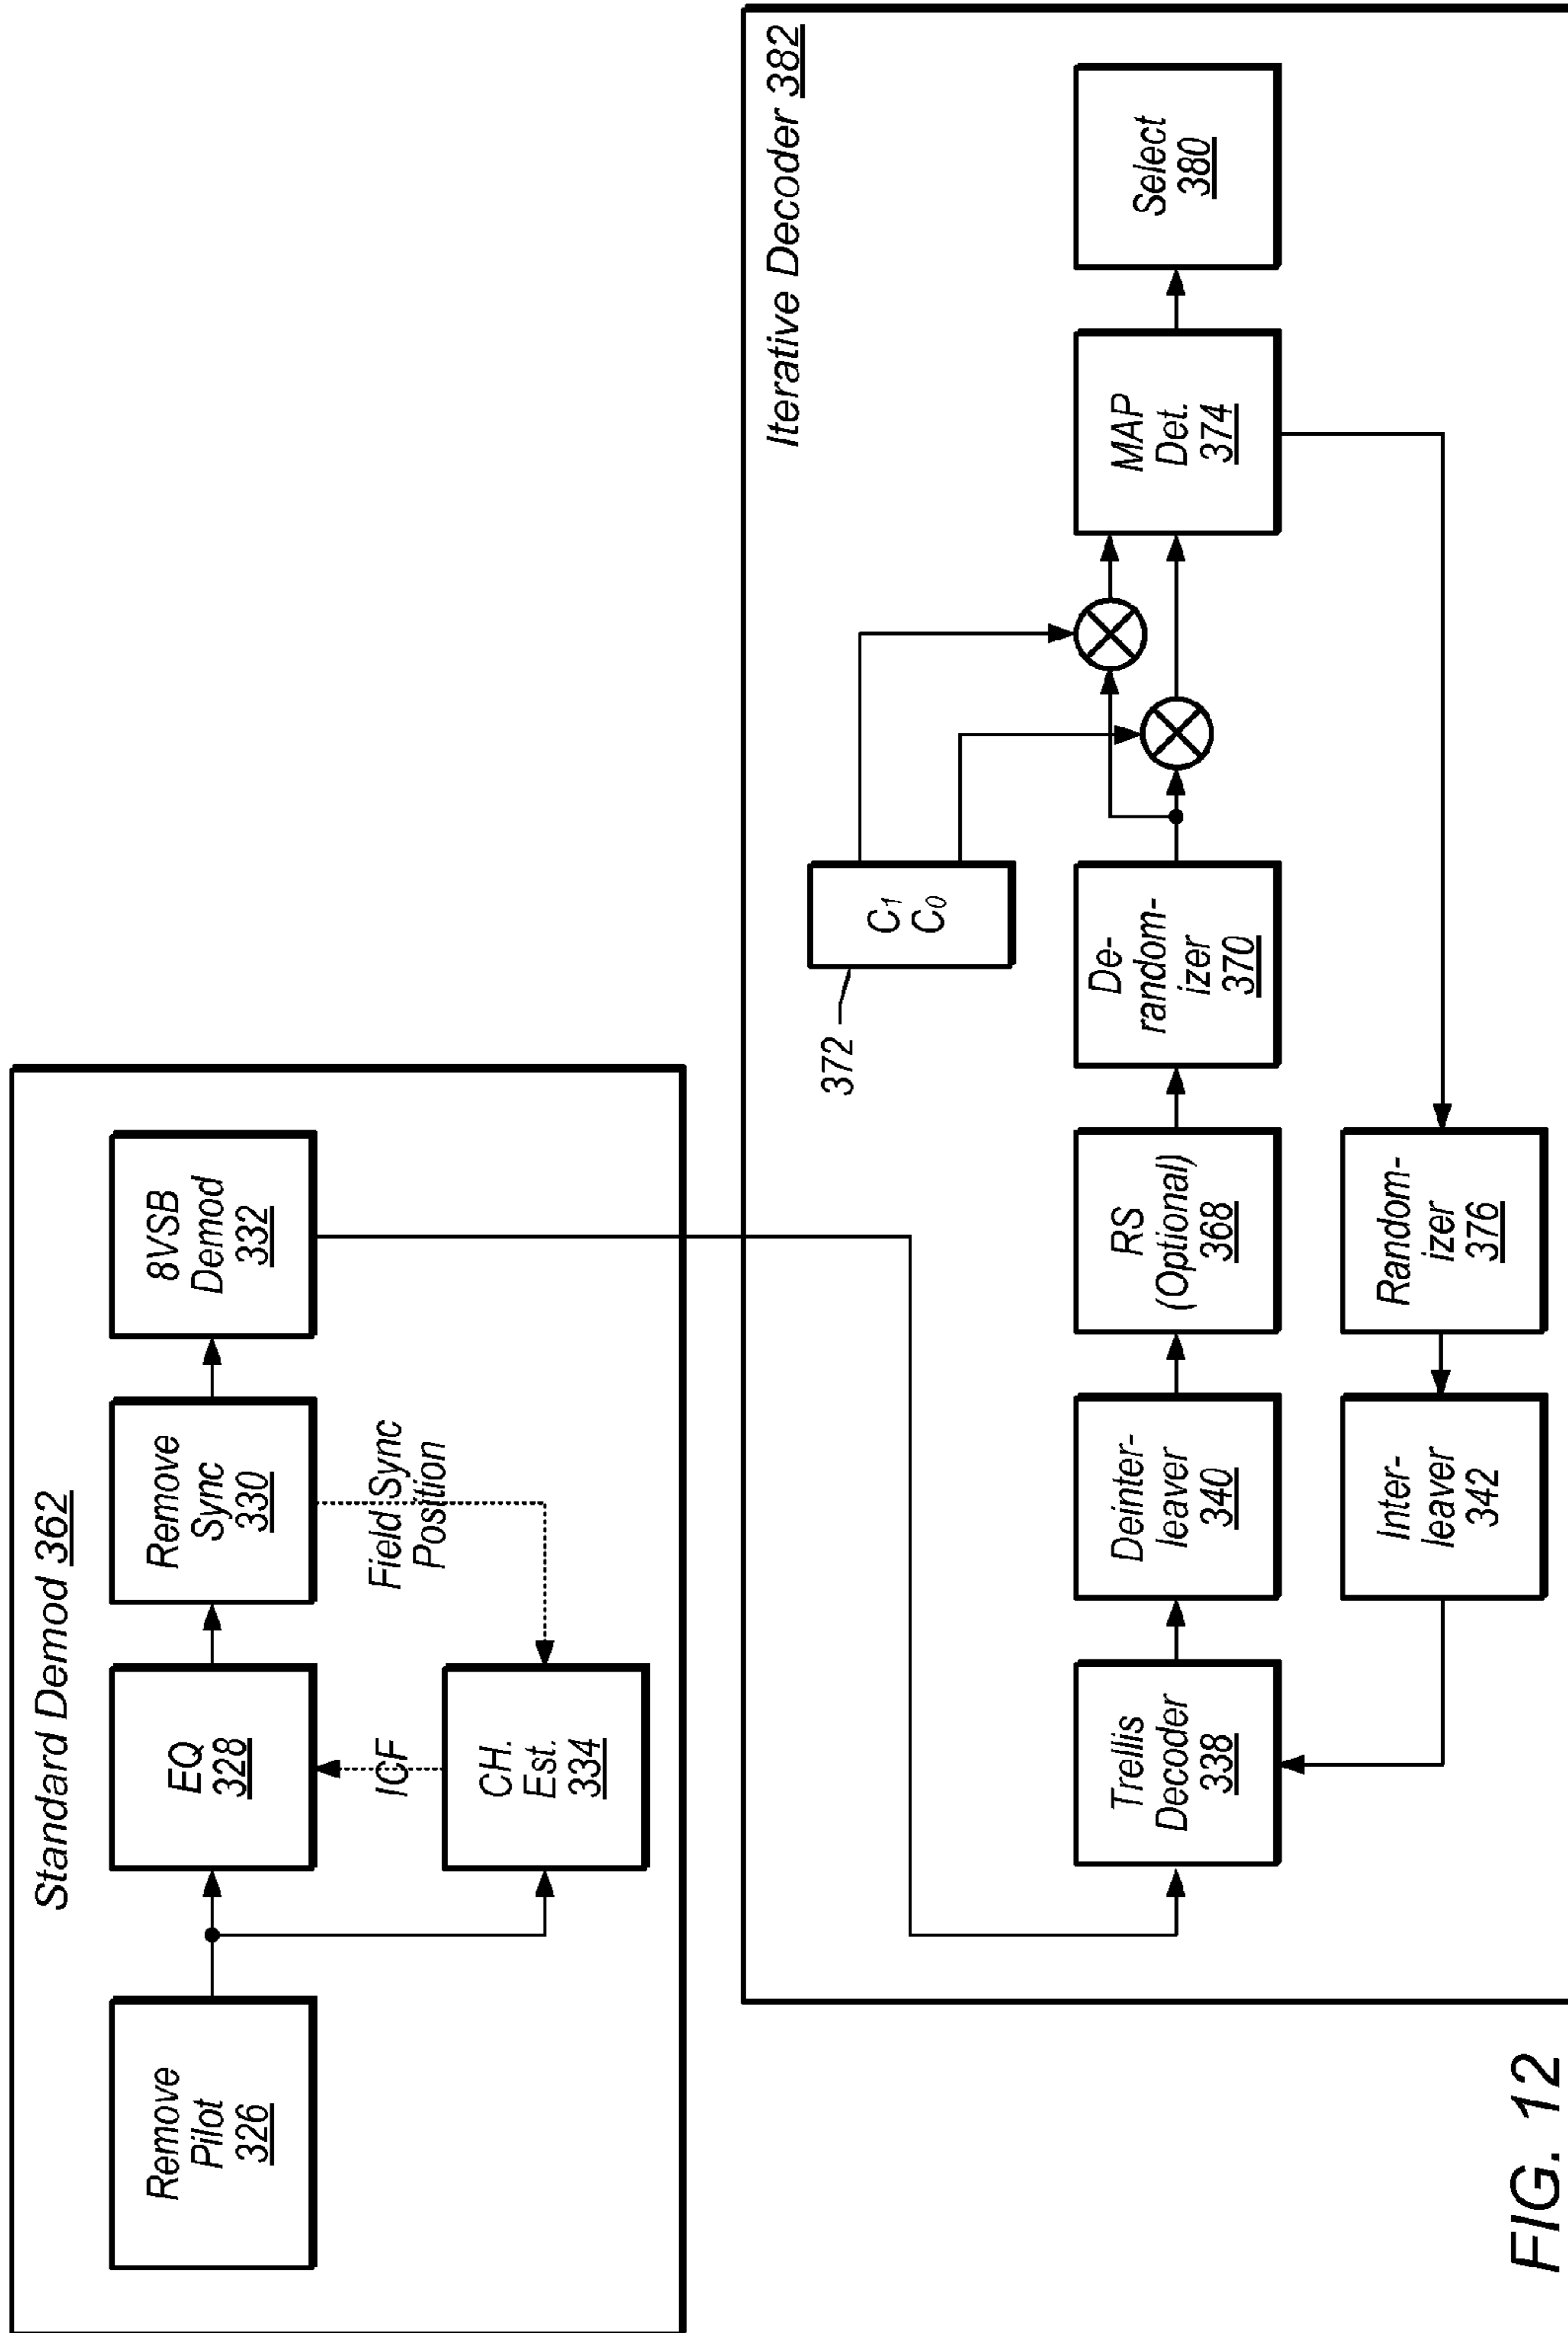 Standard Demod 362
Remove
Pilot
326
EQ
328
Remove
Sync
330
8VSB
Demod
332
ICF
Field Sync
Position
CH.
Est.
334
Iterative Decoder 382
372
C1
C0
Trellis
Decoder
338
Deinter-
leaver
340
RS
(Optional)
368
De-
random-
izer
370
MAP
Det.
374
Select
380
Inter-
leaver
342
Random-
izer
376
FIG. 12